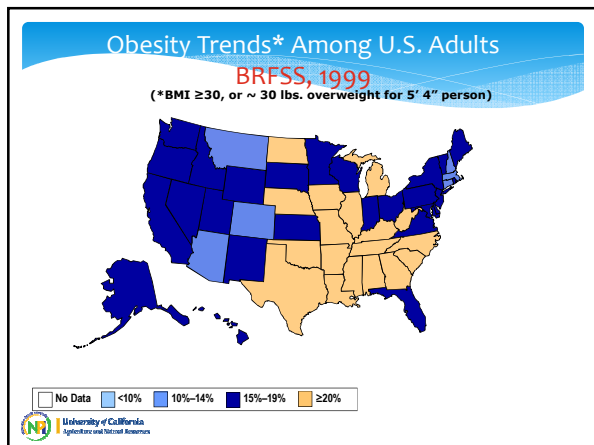 Obesity Trends* Among U.S. Adults
BRFSS, 1999
(*BMI ≥30, or ~ 30 lbs. overweight for 5’ 4” person)
No Data <10% 10%–14% 15%–19% ≥20%
University of California
Agriculture and Natural Resources